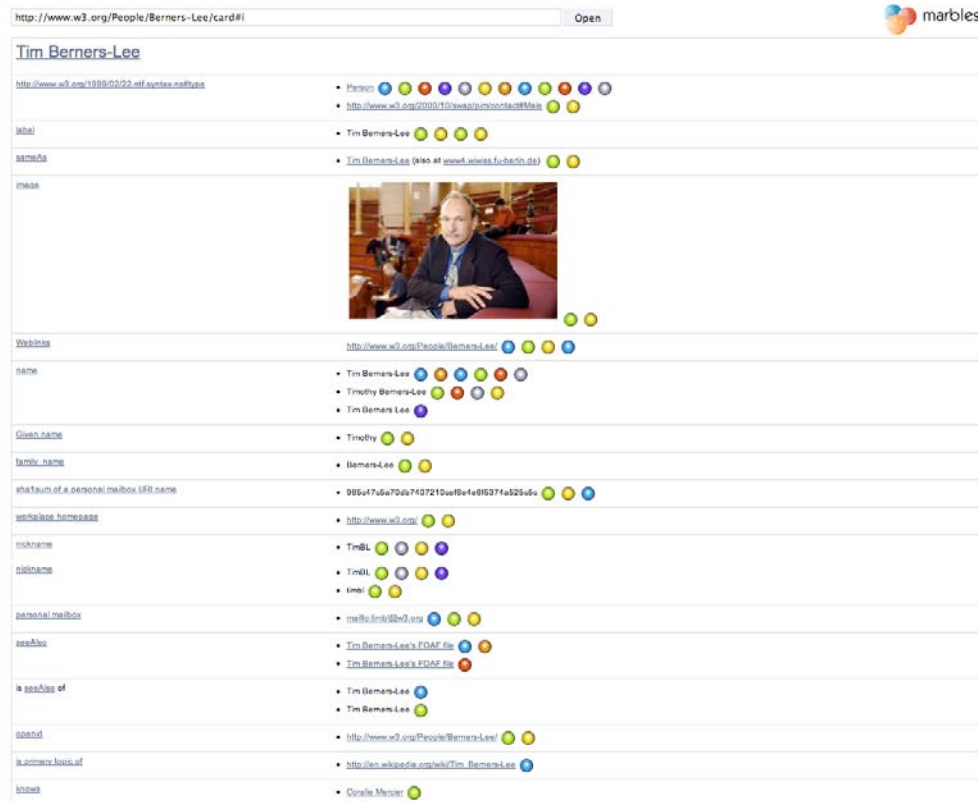 http://www.w3.org/People/Berners-Lee/card#i
Open
marbles
Tim Berners-Lee
http://www.w3.org/1999/02/22-rdf-syntax-ns#type
• Person
• http://www.w3.org/2000/10/swap/pim/contact#Male
label
• Tim Berners-Lee
sameAs
• Tim Berners-Lee (also at www4.wiwiss.fu-berlin.de)
image
Weblinks
http://www.w3.org/People/Berners-Lee/
name
• Tim Berners-Lee
• Timothy Berners-Lee
• Tim Berners Lee
Given name
• Timothy
family_name
• Berners-Lee
sha1sum of a personal mailbox URI name
workplace homepage
• http://www.w3.org/
nickname
• TimBL
nickname
• TimBL
• timbl
personal mailbox
• mailto:timbl@w3.org
seeAlso
• Tim Berners-Lee's FOAF file
• Tim Berners-Lee's FOAF file
is seeAlso of
• Tim Berners-Lee
• Tim Berners-Lee
openid
• http://www.w3.org/People/Berners-Lee/
is primary topic of
• http://en.wikipedia.org/wiki/Tim_Berners-Lee
knows
• Coralie Mercier